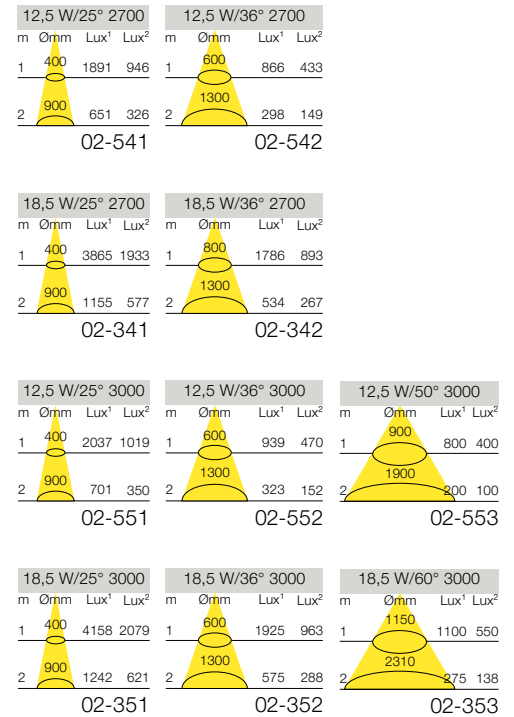 12,5 W/25° 2700
m Ømm Lux¹ Lux²
1 400 1891 946
2 900 651 326
02-541
12,5 W/36° 2700
m Ømm Lux¹ Lux²
1 600 866 433
2 1300 298 149
02-542
18,5 W/25° 2700
m Ømm Lux¹ Lux²
1 400 3865 1933
2 900 1155 577
02-341
18,5 W/36° 2700
m Ømm Lux¹ Lux²
1 800 1786 893
2 1300 534 267
02-342
12,5 W/25° 3000
m Ømm Lux¹ Lux²
1 400 2037 1019
2 900 701 350
02-551
12,5 W/36° 3000
m Ømm Lux¹ Lux²
1 600 939 470
2 1300 323 152
02-552
12,5 W/50° 3000
m Ømm Lux¹ Lux²
1 900 800 400
2 1900 200 100
02-553
18,5 W/25° 3000
m Ømm Lux¹ Lux²
1 400 4158 2079
2 900 1242 621
02-351
18,5 W/36° 3000
m Ømm Lux¹ Lux²
1 600 1925 963
2 1300 575 288
02-352
18,5 W/60° 3000
m Ømm Lux¹ Lux²
1 1150 1100 550
2 2310 275 138
02-353